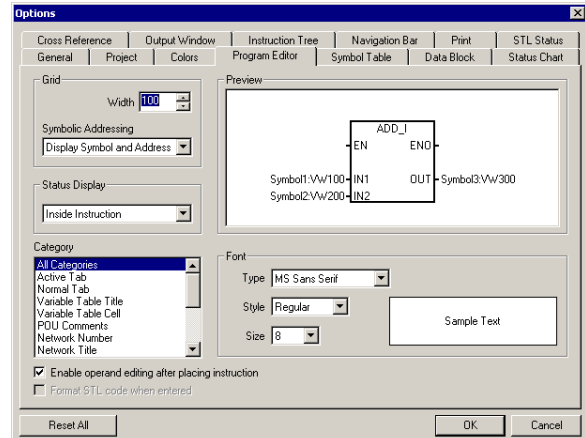 Options
Cross Reference Output Window Instruction Tree Navigation Bar Print STL Status
General Project Colors Program Editor Symbol Table Data Block Status Chart
Grid
Width 100
Symbolic Addressing
Display Symbol and Address
Status Display
Inside Instruction
Category
All Categories
Active Tab
Normal Tab
Variable Table Title
Variable Table Cell
POU Comments
Network Number
Network Title
Preview
ADD_I
EN ENO
Symbol1:VW100 IN1 OUT Symbol3:VW300
Symbol2:VW200 IN2
Font
Type MS Sans Serif
Style Regular
Size 8
Sample Text
Enable operand editing after placing instruction
Format STL code when entered
Reset All OK Cancel